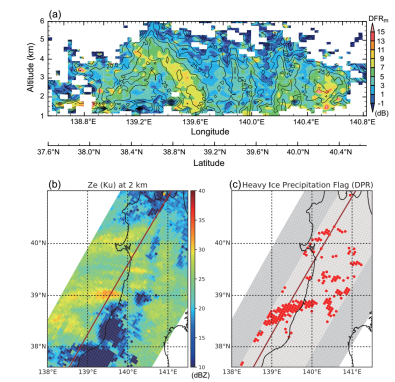 (a)
DFRm
Altitude (km)
6
5
4
3
2
1
15
13
11
9
7
5
3
1
-1
(dB)
138.8°E 139.2°E 139.6°E 140.0°E 140.4°E 140.8°E
Longitude
37.6°N 38.0°N 38.4°N 38.8°N 39.2°N 39.6°N 40.0°N 40.4°N
Latitude
(b) Ze (Ku) at 2 km
40
35
30
25
20
15
10
(dBZ)
40°N
39°N
38°N
138°E 139°E 140°E 141°E
(c) Heavy Ice Precipitation Flag (DPR)
40°N
39°N
38°N
138°E 139°E 140°E 141°E